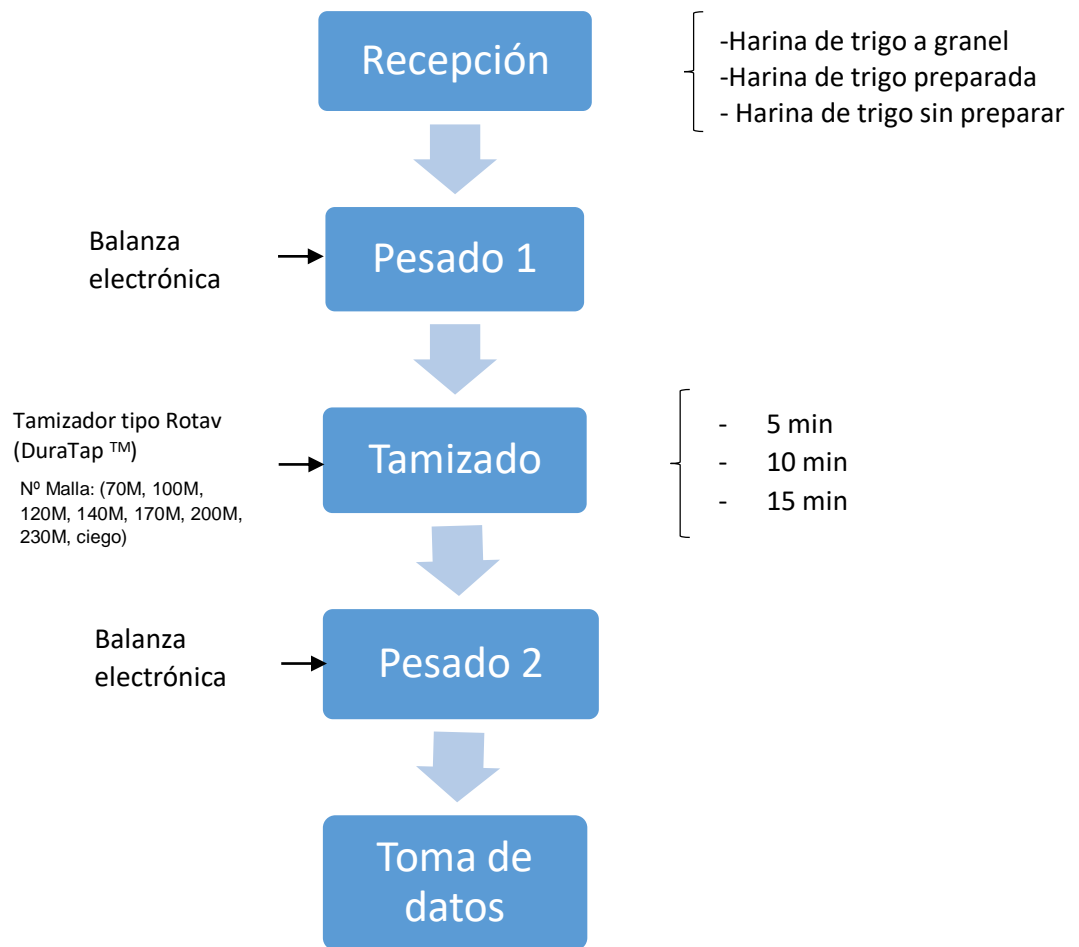 Recepción
-Harina de trigo a granel
-Harina de trigo preparada
- Harina de trigo sin preparar
Balanza
electrónica
Pesado 1
Tamizador tipo Rotav
(DuraTap ™)
Nº Malla: (70M, 100M,
120M, 140M, 170M, 200M,
230M, ciego)
Tamizado
- 5 min
- 10 min
- 15 min
Balanza
electrónica
Pesado 2
Toma de
datos